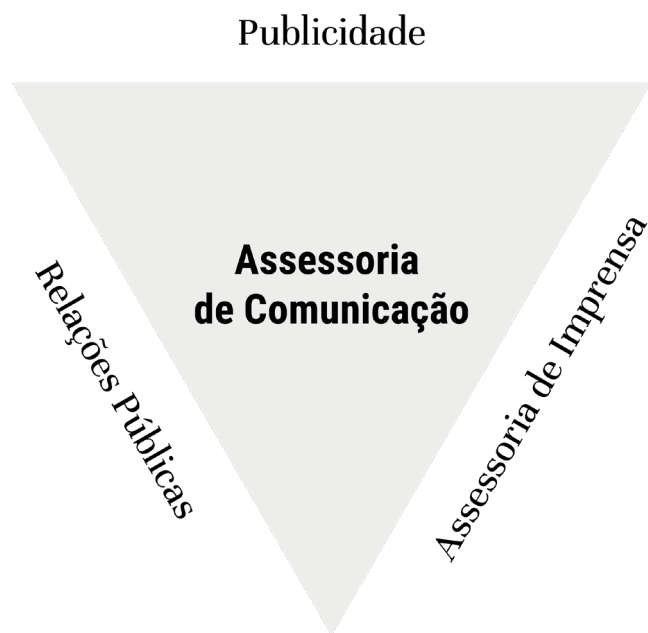 Publicidade
Assessoria
de Comunicação
Relações Públicas
Assessoria de Imprensa